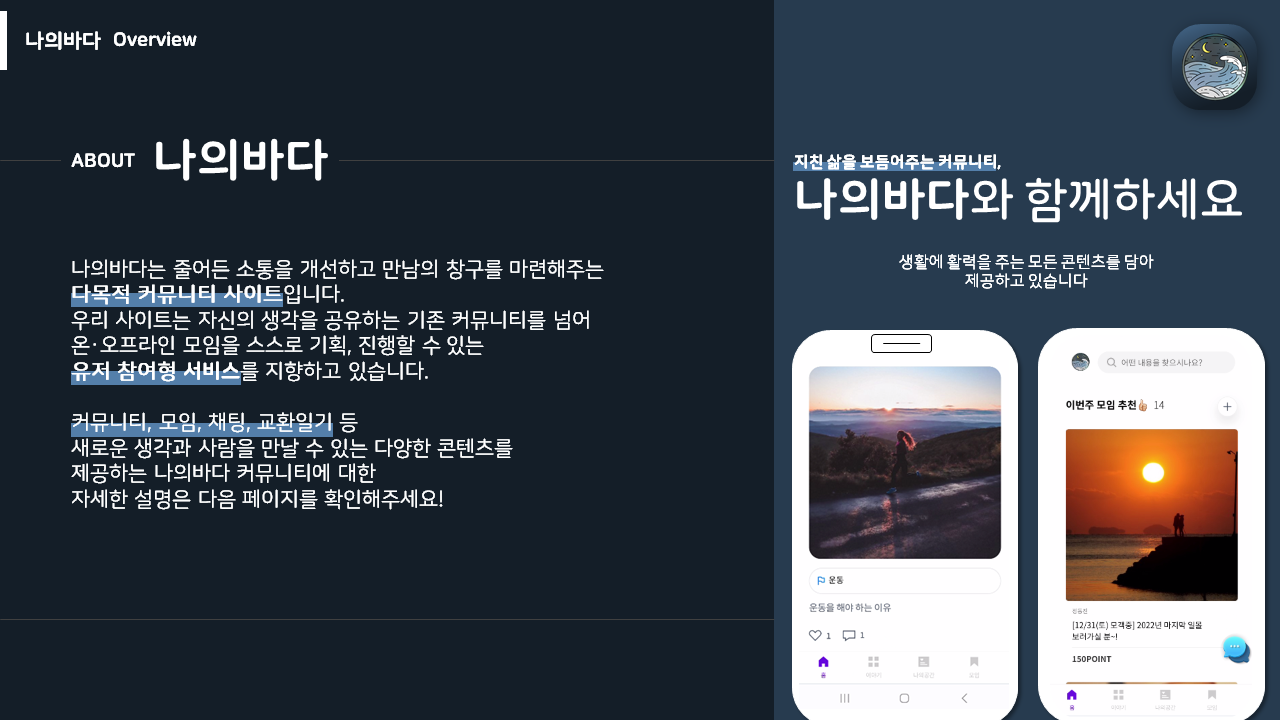 나의바다 Overview
ABOUT 나의바다
나의바다는 줄어든 소통을 개선하고 만남의 창구를 마련해주는
다목적 커뮤니티 사이트입니다.
우리 사이트는 자신의 생각을 공유하는 기존 커뮤니티를 넘어
온·오프라인 모임을 스스로 기획, 진행할 수 있는
유저 참여형 서비스를 지향하고 있습니다.
커뮤니티, 모임, 채팅, 교환일기 등
새로운 생각과 사람을 만날 수 있는 다양한 콘텐츠를
제공하는 나의바다 커뮤니티에 대한
자세한 설명은 다음 페이지를 확인해주세요!
지친 삶을 보듬어주는 커뮤니티,
나의바다와 함께하세요
생활에 활력을 주는 모든 콘텐츠를 담아
제공하고 있습니다
운동
운동을 해야 하는 이유
1 1
홈
어떤 내용을 찾으시나요?
이번주 모임 추천👍🏼 14
[12/31(토) 모객중] 2022년 마지막 일몰
보러가실 분~!
150POINT
홈